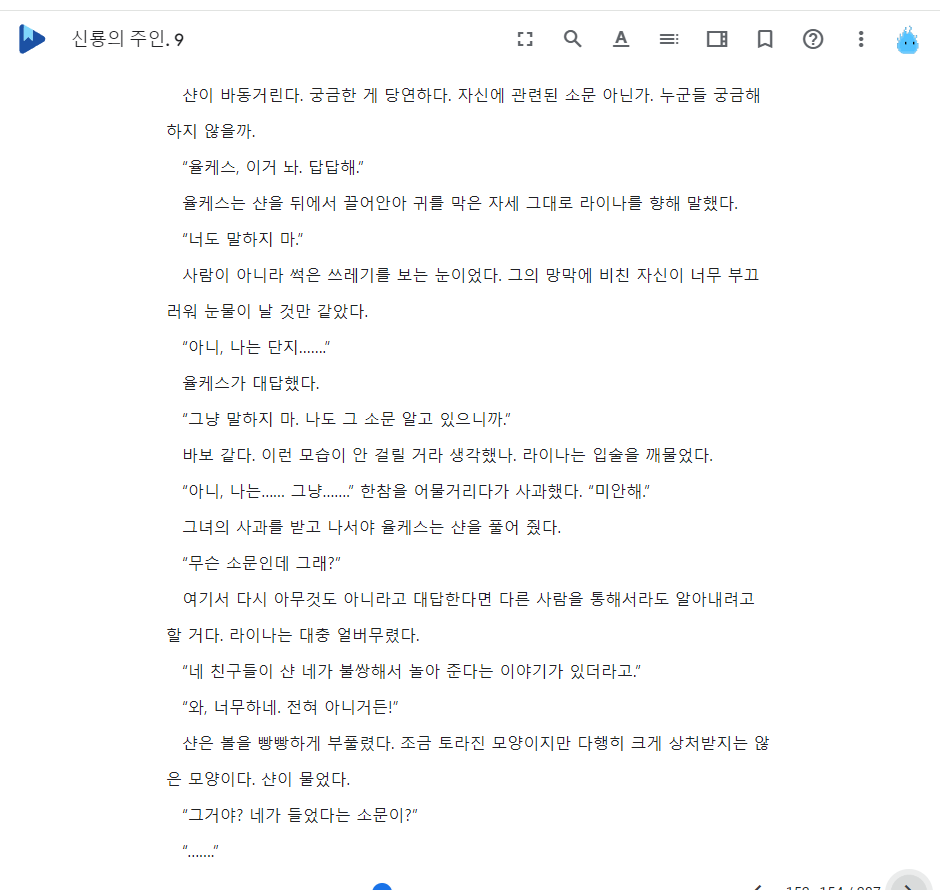 신룡의 주인. 9
샨이 바동거린다. 궁금한 게 당연하다. 자신에 관련된 소문 아닌가. 누군들 궁금해
하지 않을까.
“율케스, 이거 놔. 답답해.”
율케스는 샨을 뒤에서 끌어안아 귀를 막은 자세 그대로 라이나를 향해 말했다.
“너도 말하지 마.”
사람이 아니라 썩은 쓰레기를 보는 눈이었다. 그의 망막에 비친 자신이 너무 부끄
러워 눈물이 날 것만 같았다.
“아니, 나는 단지…….”
율케스가 대답했다.
“그냥 말하지 마. 나도 그 소문 알고 있으니까.”
바보 같다. 이런 모습이 안 걸릴 거라 생각했나. 라이나는 입술을 깨물었다.
“아니, 나는…… 그냥…….” 한참을 어물거리다가 사과했다. “미안해.”
그녀의 사과를 받고 나서야 율케스는 샨을 풀어 줬다.
“무슨 소문인데 그래?”
여기서 다시 아무것도 아니라고 대답한다면 다른 사람을 통해서라도 알아내려고
할 거다. 라이나는 대충 얼버무렸다.
“네 친구들이 샨 네가 불쌍해서 놀아 준다는 이야기가 있더라고.”
“와, 너무하네. 전혀 아니거든!”
샨은 볼을 빵빵하게 부풀렸다. 조금 토라진 모양이지만 다행히 크게 상처받지는 않
은 모양이다. 샨이 물었다.
“그거야? 네가 들었다는 소문이?”
“…….”